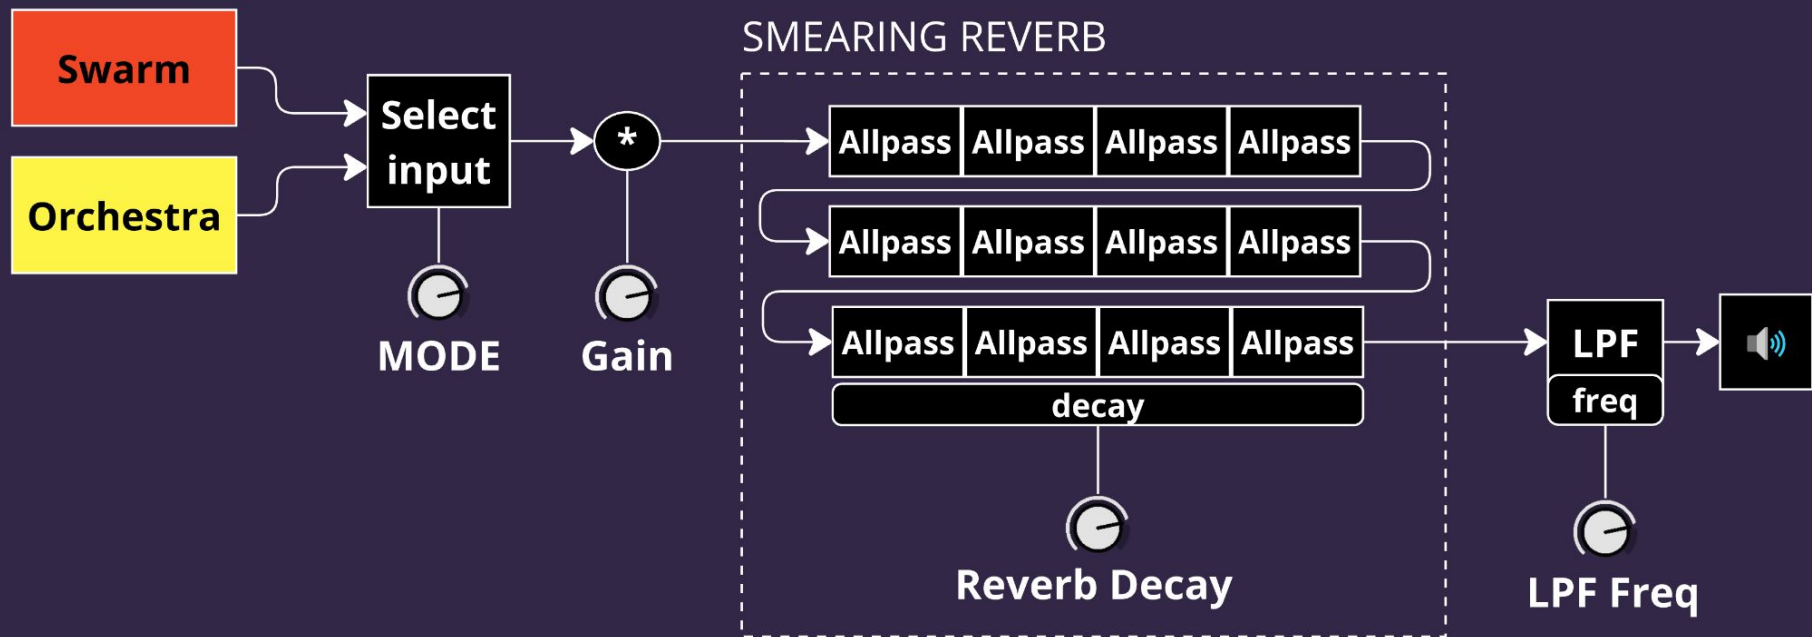 SMEARING REVERB
Swarm
Orchestra
Select
input
*
MODE
Gain
Allpass Allpass Allpass Allpass
Allpass Allpass Allpass Allpass
Allpass Allpass Allpass Allpass
decay
Reverb Decay
LPF
freq
LPF Freq